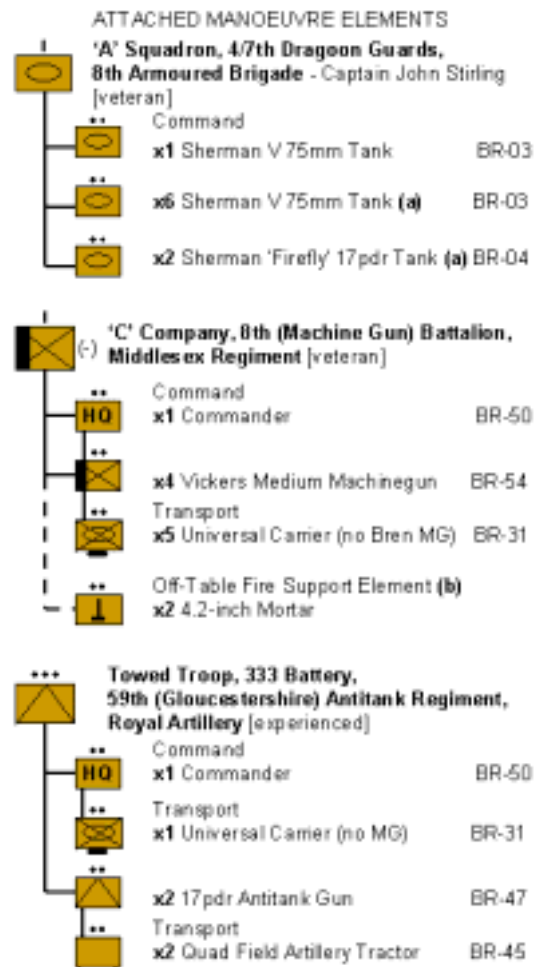 ATTACHED MANOEUVRE ELEMENTS
‘A’ Squadron, 4/7th Dragoon Guards,
8th Armoured Brigade - Captain John Stirling
[veteran]
Command
x1 Sherman V 75mm Tank BR-03
x6 Sherman V 75mm Tank (a) BR-03
x2 Sherman ‘Firefly’ 17pdr Tank (a) BR-04
‘C’ Company, 8th (Machine Gun) Battalion,
(-) Middlesex Regiment [veteran]
Command
HQ x1 Commander BR-50
x4 Vickers Medium Machinegun BR-54
Transport
x5 Universal Carrier (no Bren MG) BR-31
Off-Table Fire Support Element (b)
x2 4.2-inch Mortar
Towed Troop, 333 Battery,
59th (Gloucestershire) Antitank Regiment,
Royal Artillery [experienced]
Command
HQ x1 Commander BR-50
Transport
x1 Universal Carrier (no MG) BR-31
x2 17pdr Antitank Gun BR-47
Transport
x2 Quad Field Artillery Tractor BR-45